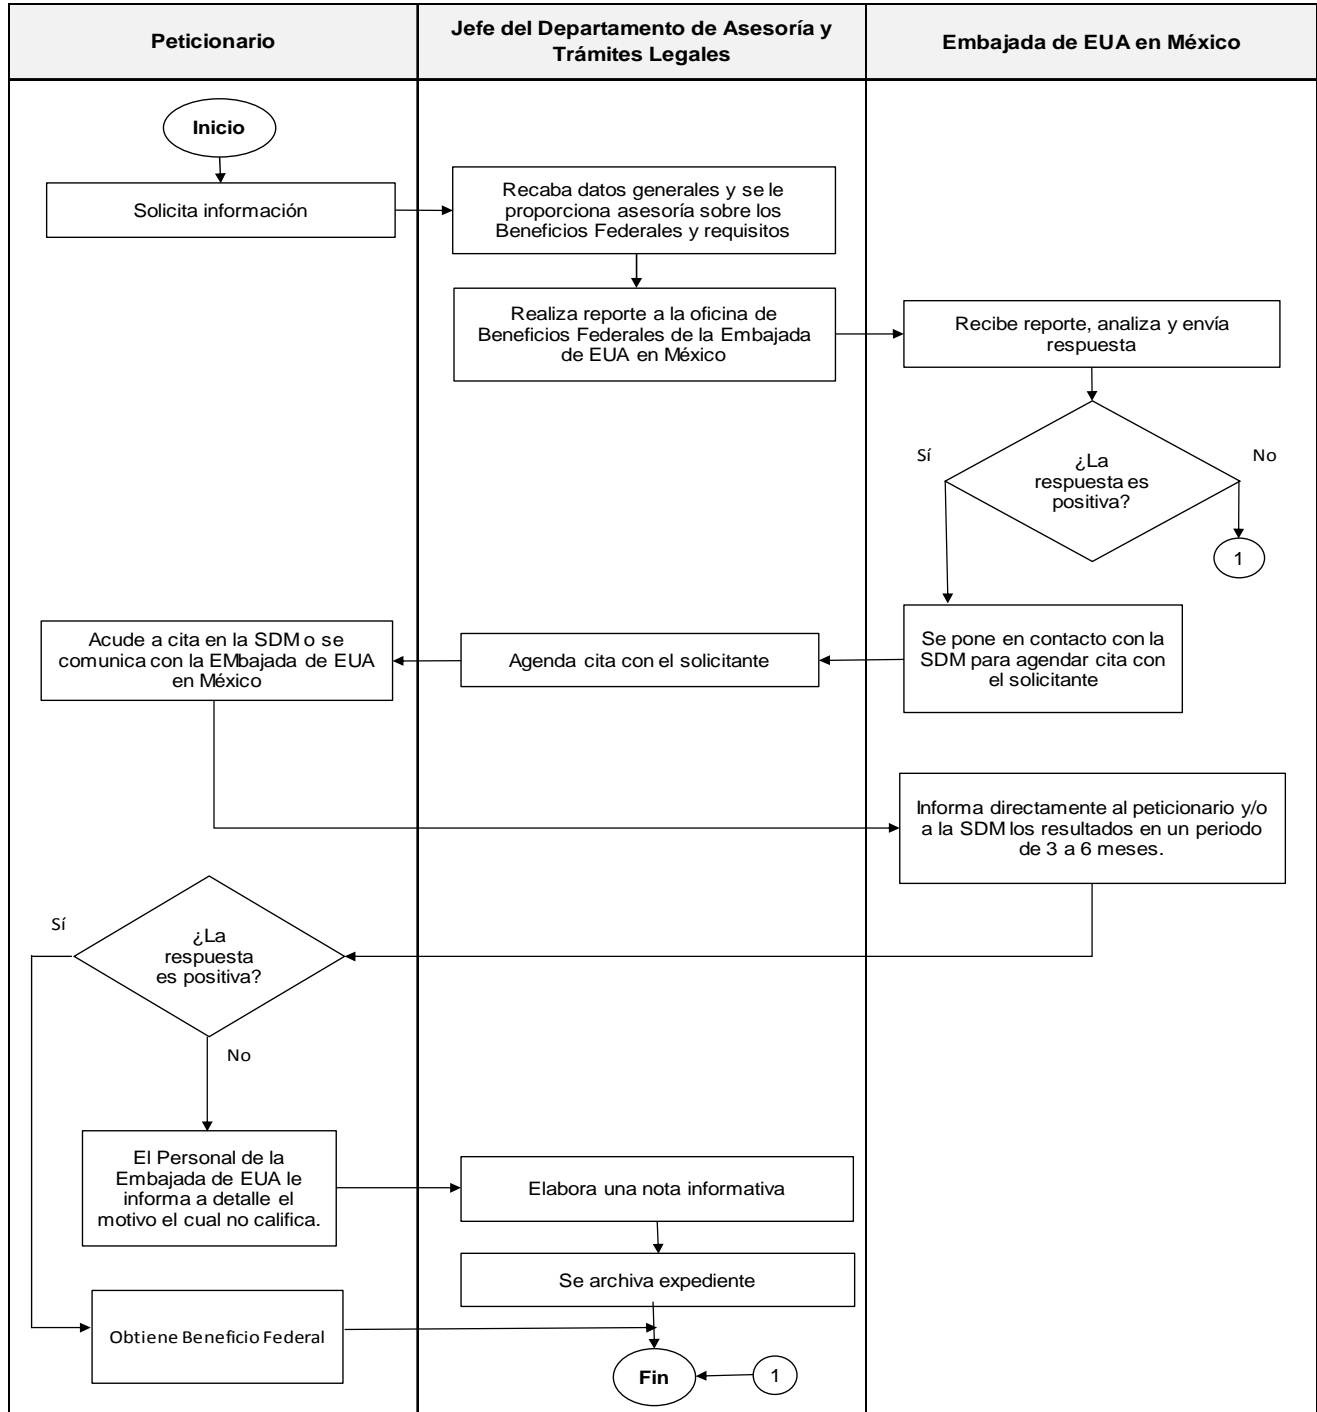 Peticionario
Jefe del Departamento de Asesoría y
Trámites Legales
Embajada de EUA en México
Inicio
Solicita información
Recaba datos generales y se le
proporciona asesoría sobre los
Beneficios Federales y requisitos
Realiza reporte a la oficina de
Beneficios Federales de la Embajada
de EUA en México
Recibe reporte, analiza y envía
respuesta
Sí
¿La
respuesta es
positiva?
No
1
Acude a cita en la SDM o se
comunica con la EMbajada de EUA
en México
Agenda cita con el solicitante
Se pone en contacto con la
SDM para agendar cita con
el solicitante
Informa directamente al peticionario y/o
a la SDM los resultados en un periodo
de 3 a 6 meses.
Sí
¿La
respuesta
es positiva?
No
El Personal de la
Embajada de EUA le
informa a detalle el
motivo el cual no califica.
Elabora una nota informativa
Se archiva expediente
Obtiene Beneficio Federal
Fin
1